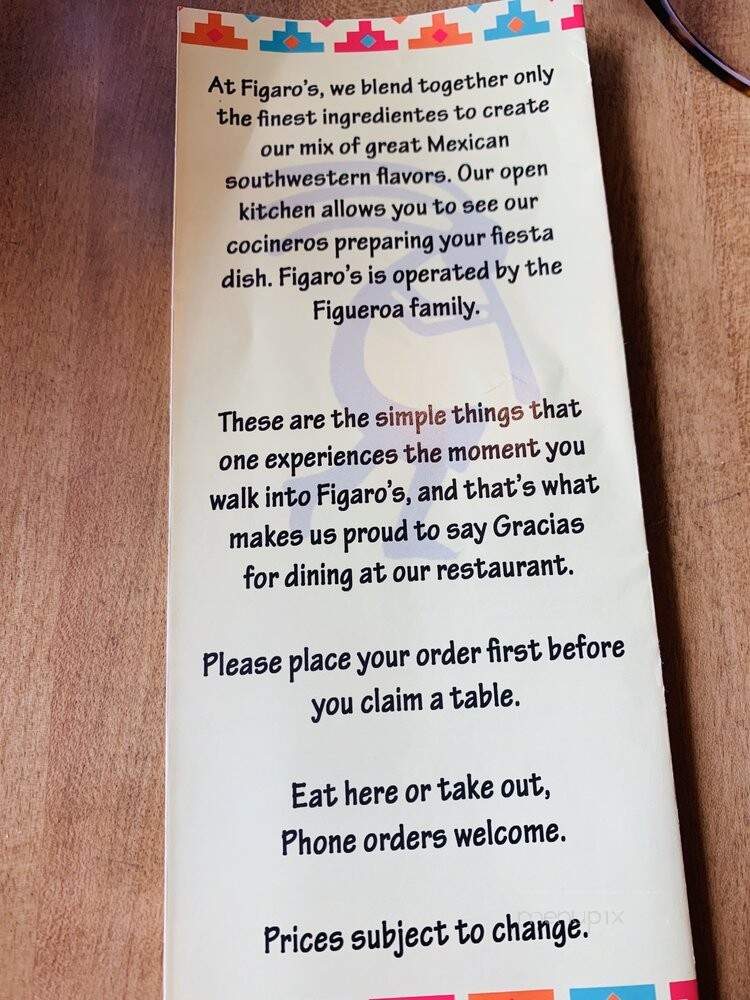 At Figaro's, we blend together only
the finest ingredientes to create
our mix of great Mexican
southwestern flavors. Our open
kitchen allows you to see our
cocineros preparing your fiesta
dish. Figaro's is operated by the
Figueroa family.
These are the simple things that
one experiences the moment you
walk into Figaro's, and that's what
makes us proud to say Gracias
for dining at our restaurant.
Please place your order first before
you claim a table.
Eat here or take out,
Phone orders welcome.
menupix
Prices subject to change.